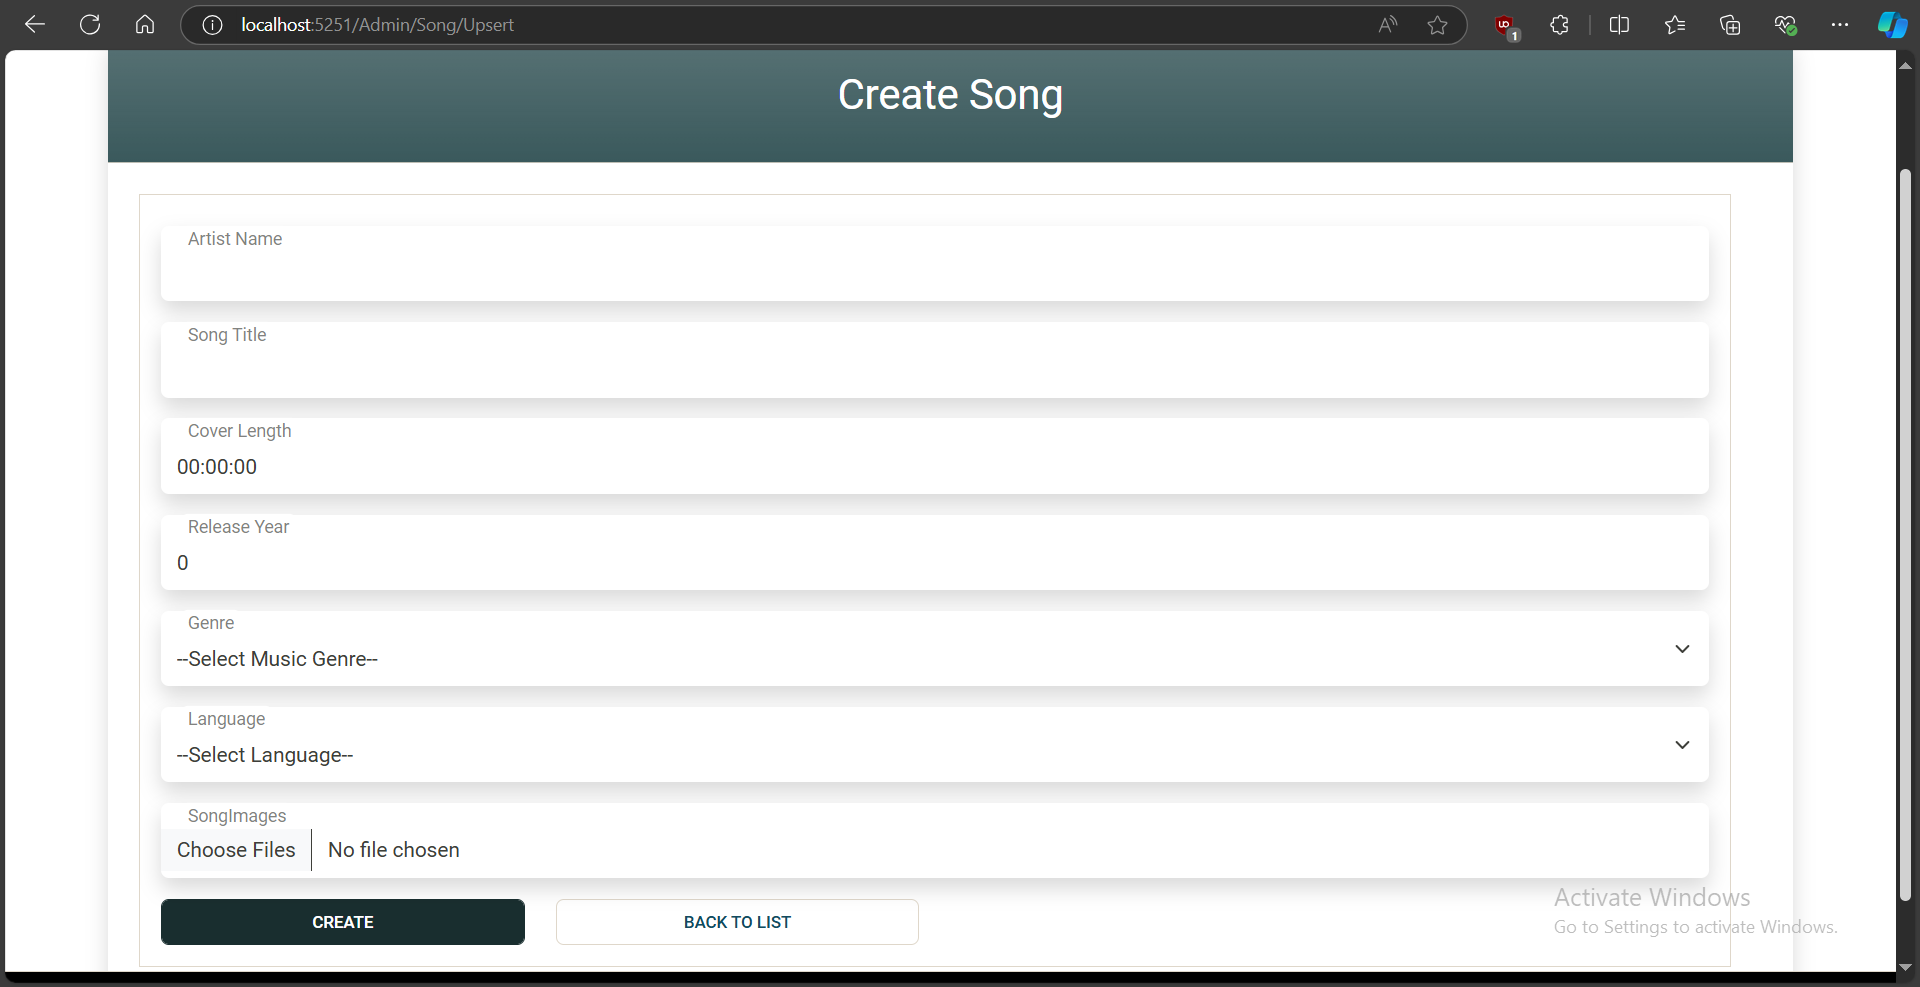 localhost:5251/Admin/Song/Upsert
A
UD
1
Create Song
Artist Name
Song Title
Cover Length
00:00:00
Release Year
0
Genre
--Select Music Genre--
Language
--Select Language--
SongImages
Choose Files No file chosen
CREATE BACK TO LIST
Activate Windows
Go to Settings to activate Windows.